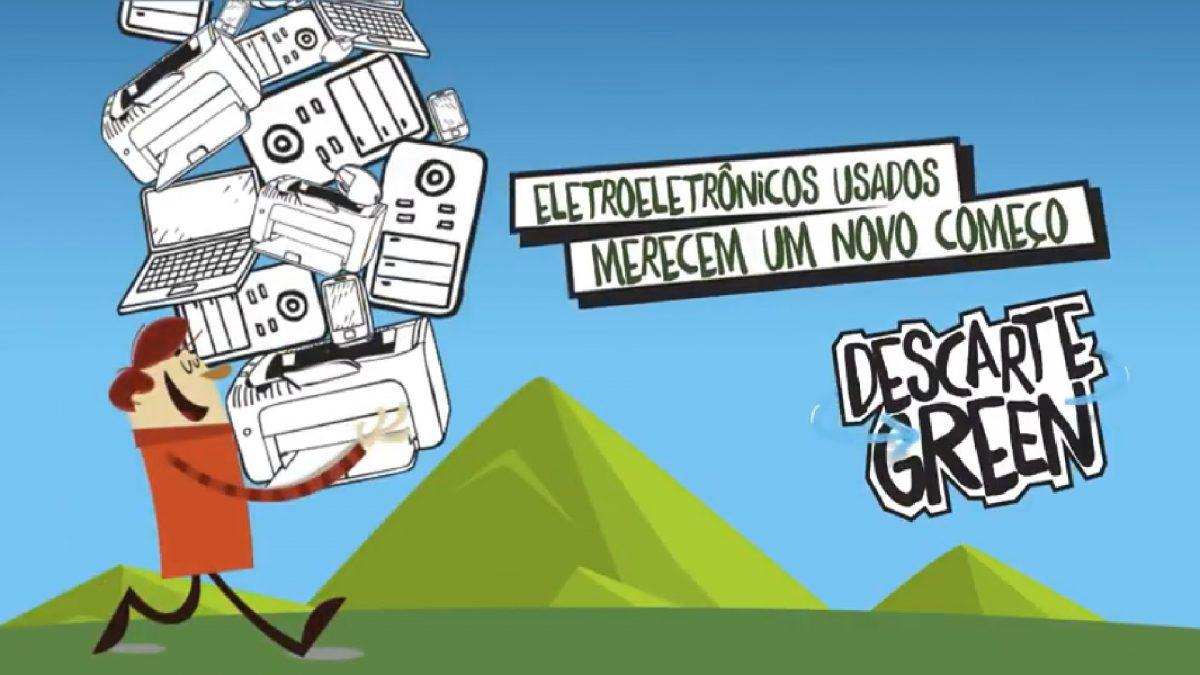 ELETROELETRÔNICOS USADOS
MERECEM UM NOVO COMEÇO
DESCARTE
GREEN